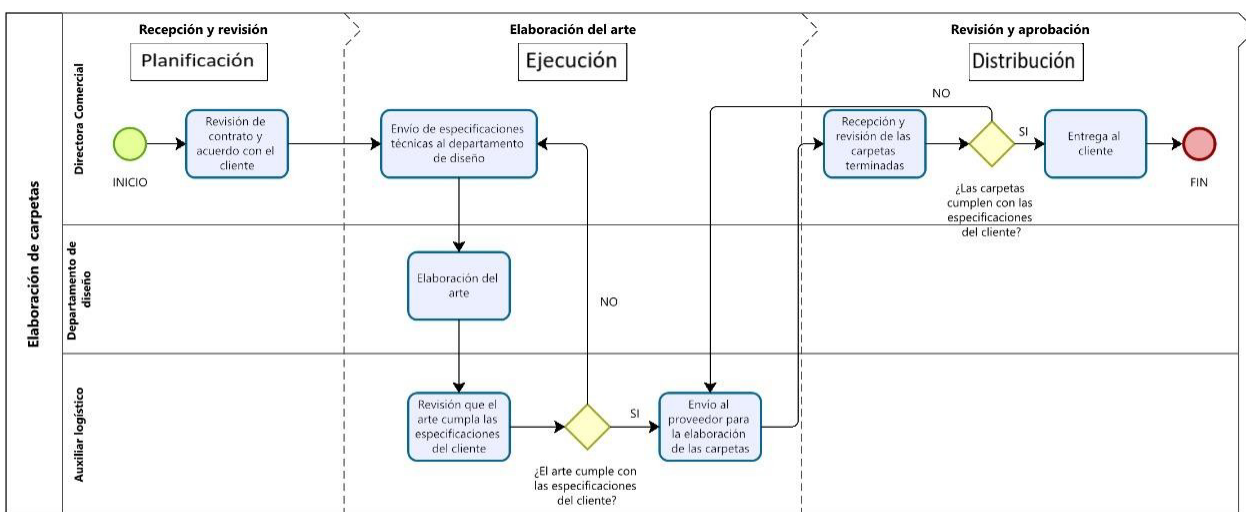 Elaboración de carpetas
Recepción y revisión
Planificación
Elaboración del arte
Ejecución
Revisión y aprobación
Distribución
Directora Comercial
INICIO
Revisión de
contrato y
acuerdo con el
cliente
Envío de especificaciones
técnicas al departamento
de diseño
Recepción y
revisión de las
carpetas
terminadas
NO
SI
¿Las carpetas
cumplen con las
especificaciones
del cliente?
Entrega al
cliente
FIN
Departamento de
diseño
Elaboración del
arte
NO
Auxiliar logístico
Revisión que el
arte cumpla las
especificaciones
del cliente
¿El arte cumple con
las especificaciones
del cliente?
SI
Envío al
proveedor para
la elaboración
de las carpetas